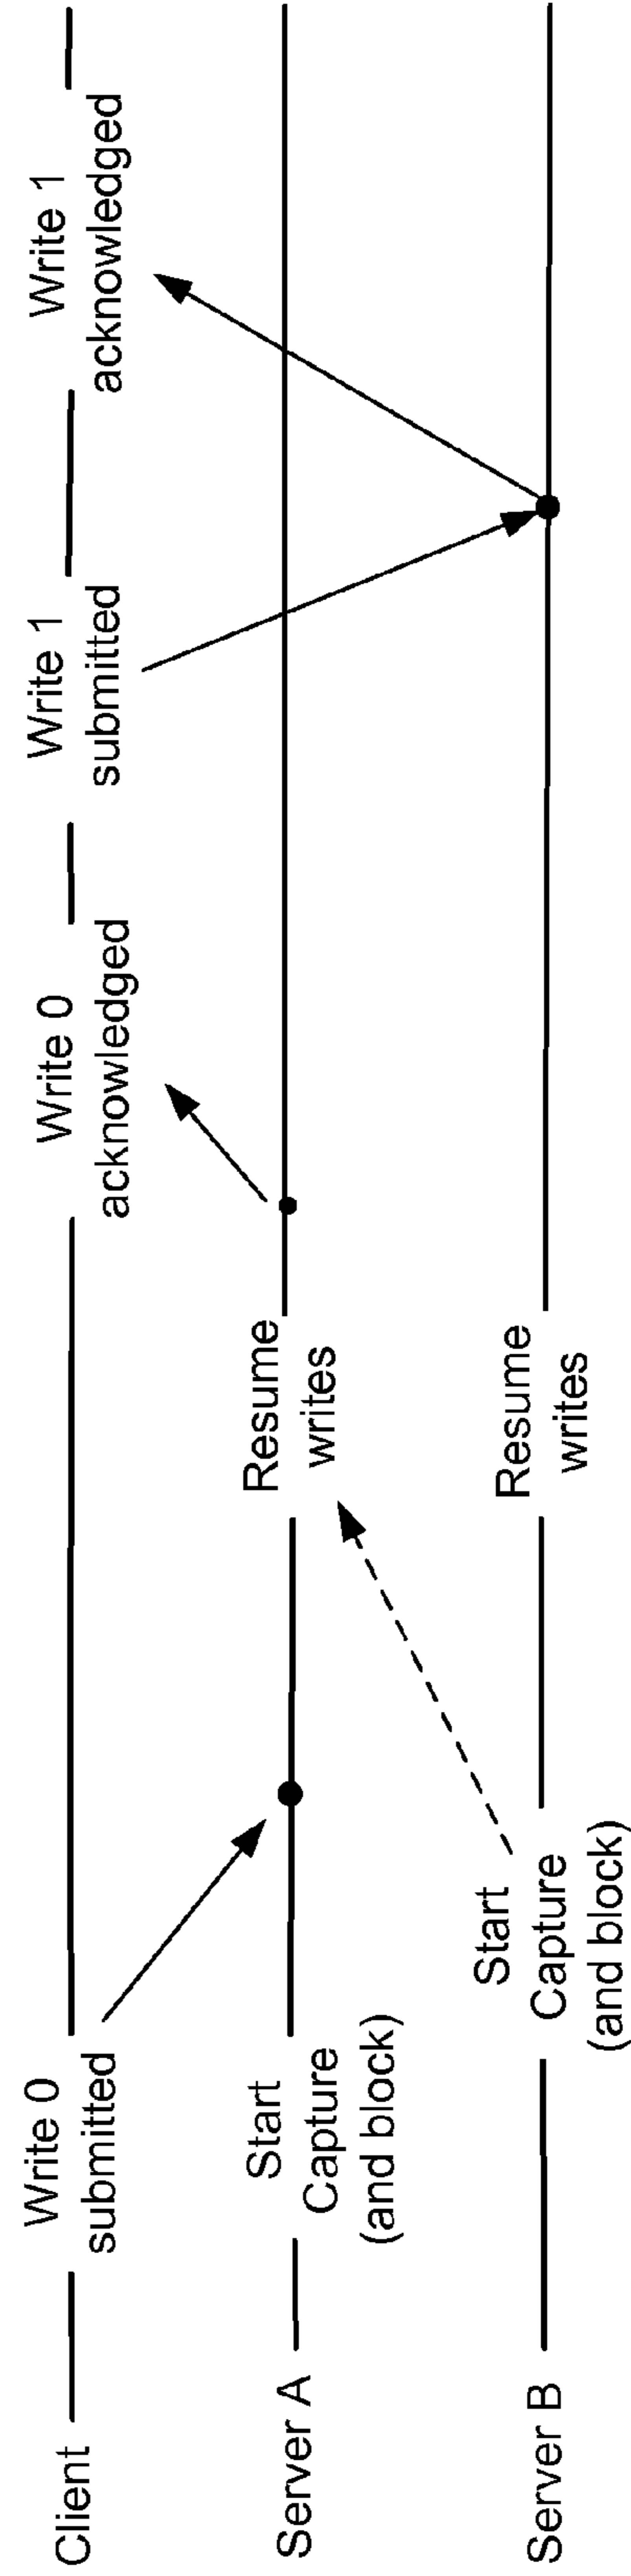 Client
Write 0
submitted
Write 0
acknowledged
Write 1
submitted
Write 1
acknowledged
Server A
Start
Capture
(and block)
Resume
writes
Server B
Start
Capture
(and block)
Resume
writes